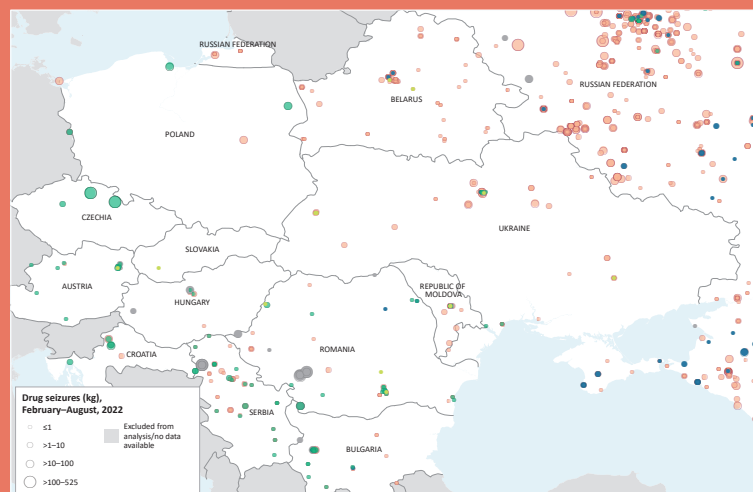 RUSSIAN FEDERATION
RUSSIAN FEDERATION
BELARUS
POLAND
CZECHIA
UKRAINE
SLOVAKIA
AUSTRIA
HUNGARY
REPUBLIC OF
MOLDOVA
CROATIA
ROMANIA
SERBIA
BULGARIA
Drug seizures (kg),
February–August, 2022
≤1
>1–10
>10–100
>100–525
Excluded from
analysis/no data
available